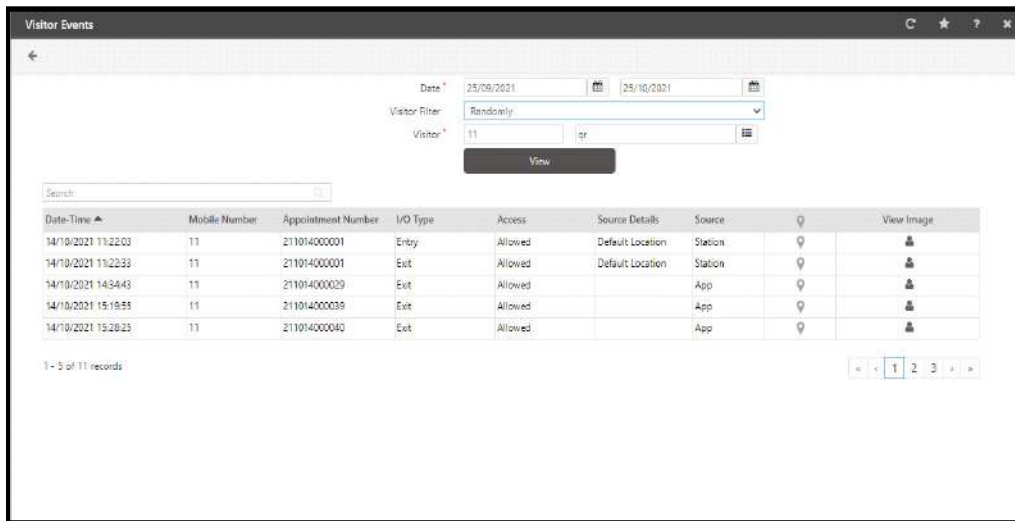 Visitor Events
Date * 25/09/2021 25/10/2021
Visitor Filter Randomly
Visitor * 11 qr
View
Search
Date-Time Mobile Number Appointment Number I/O Type Access Source Details Source View Image
14/10/2021 11:22:03 11 211014000001 Entry Allowed Default Location Station
14/10/2021 11:22:33 11 211014000001 Exit Allowed Default Location Station
14/10/2021 14:34:43 11 211014000029 Exit Allowed App
14/10/2021 15:19:55 11 211014000039 Exit Allowed App
14/10/2021 15:28:25 11 211014000040 Exit Allowed App
1 - 5 of 11 records
« ‹ 1 2 3 › »